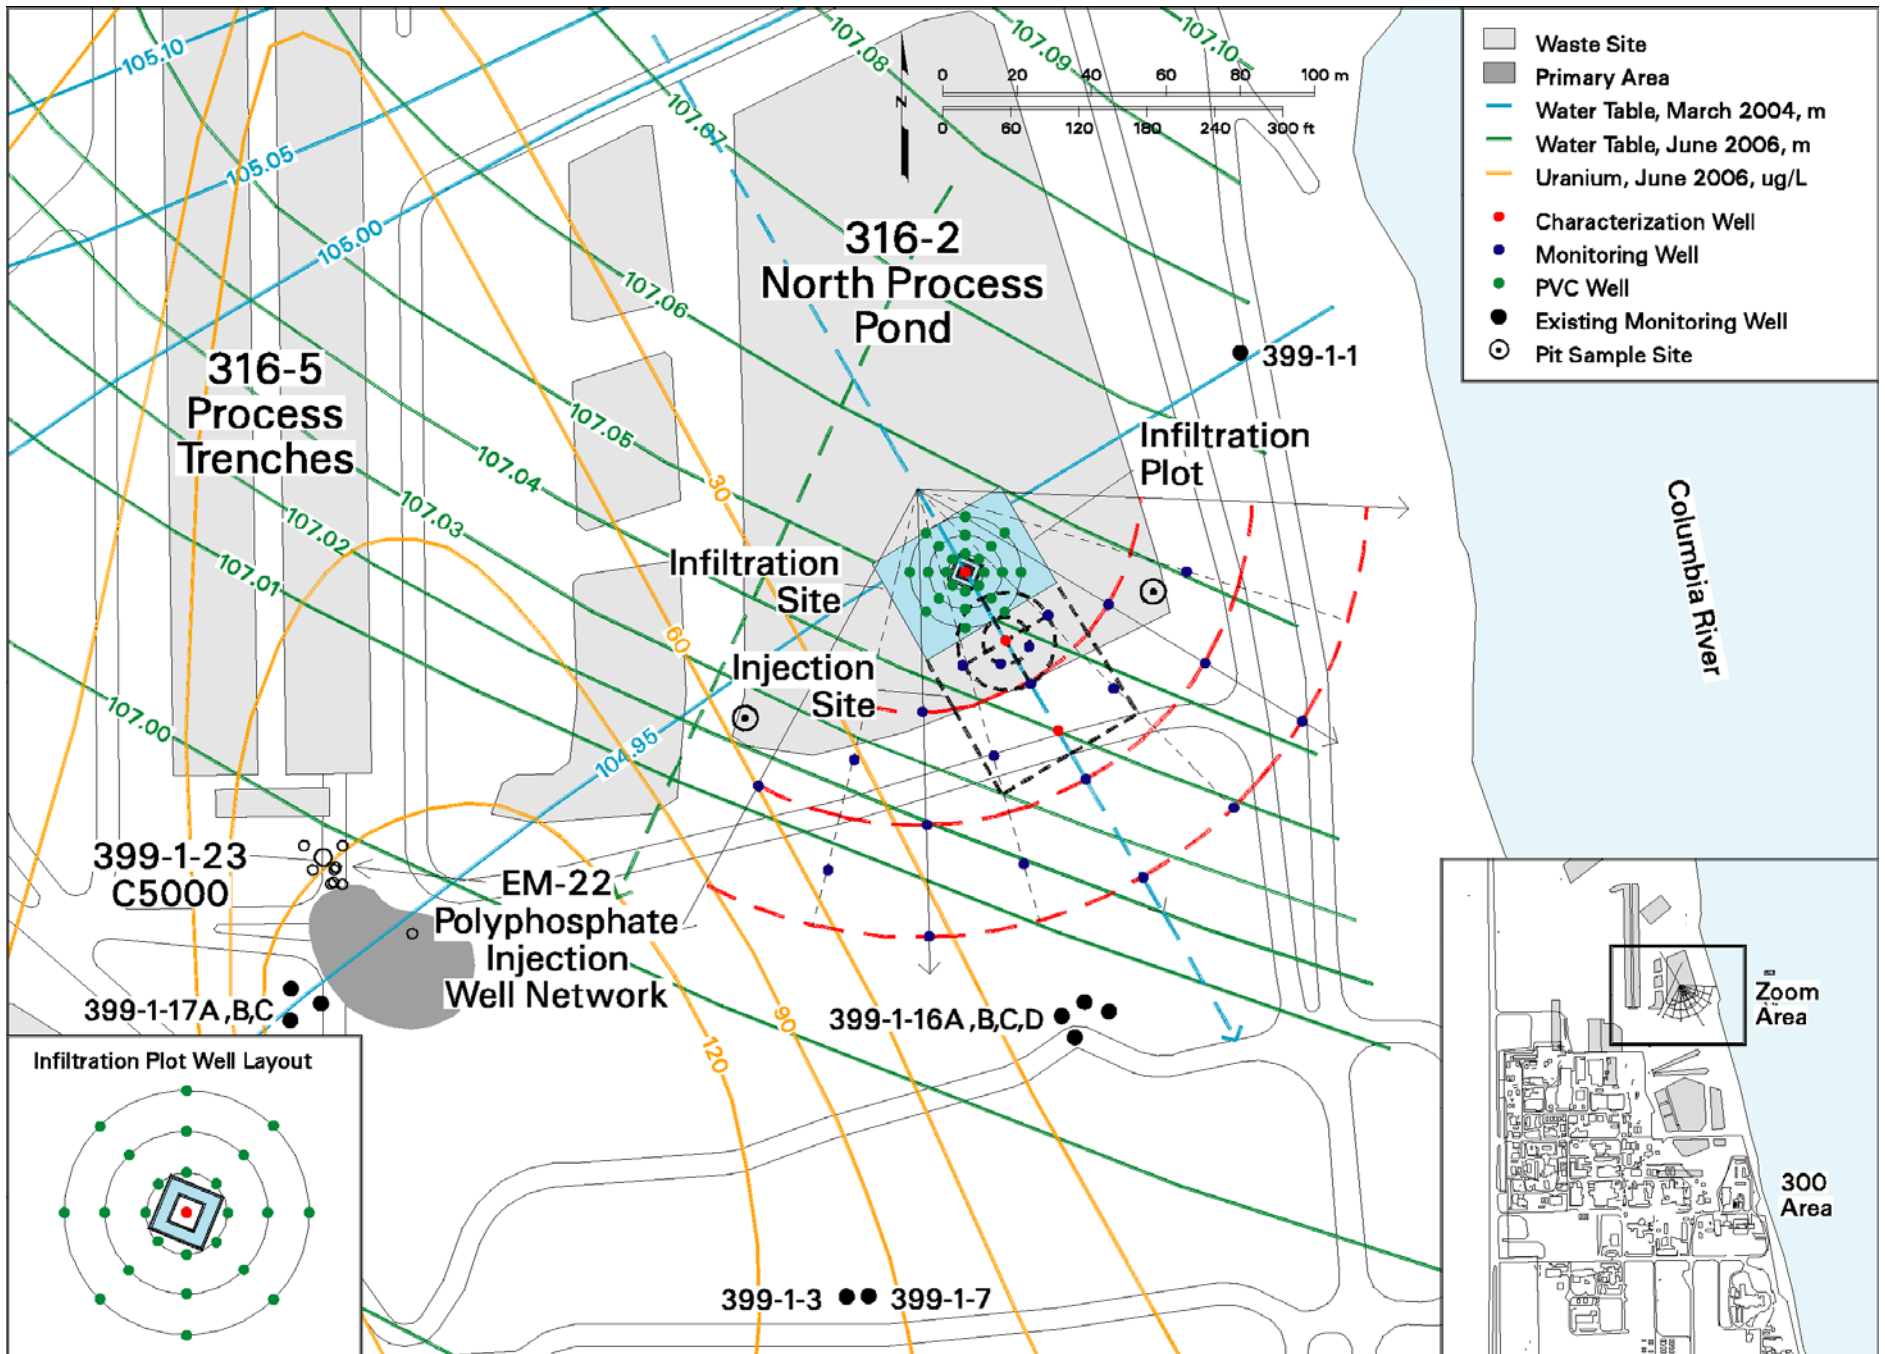 105.10
107.08
107.09
107.10
0 20 40 60 80 100 m
N
0 60 120 180 240 300 ft
107.07
105.05
105.00
107.06
316-2
North Process
Pond
399-1-1
316-5
Process
Trenches
107.05
107.04
107.03
107.02
107.01
30
Infiltration
Plot
Infiltration
Site
60
Injection
Site
107.00
104.95
Columbia River
399-1-23
C5000
EM-22
Polyphosphate
Injection
Well Network
399-1-17A,B,C
399-1-16A,B,C,D
90
120
399-1-3
399-1-7
Waste Site
Primary Area
Water Table, March 2004, m
Water Table, June 2006, m
Uranium, June 2006, ug/L
Characterization Well
Monitoring Well
PVC Well
Existing Monitoring Well
Pit Sample Site
Infiltration Plot Well Layout
Zoom
Area
300
Area